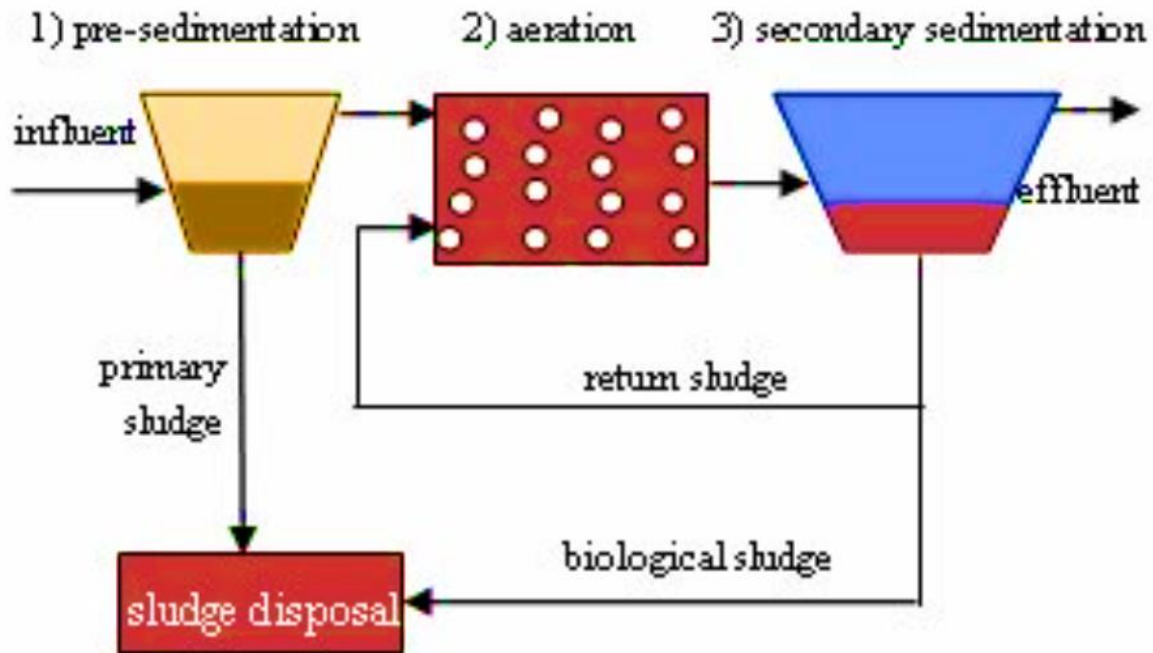 1) pre-sedimentation
2) aeration
3) secondary sedimentation
influent
effluent
primary
sludge
return sludge
biological sludge
sludge disposal